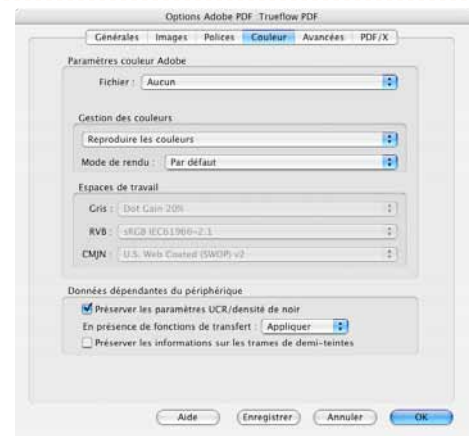 Options Adobe PDF :Trueflow PDF
Générales Images Polices Couleur Avancées PDF/X
Paramètres couleur Adobe
Fichier : Aucun
Gestion des couleurs
Reproduire les couleurs
Mode de rendu : Par défaut
Espaces de travail
Gris : Dot Gain 20%
RVB : sRGB IEC61966-2.1
CMJN : U.S. Web Coated (SWOP) v2
Données dépendantes du périphérique
Préserver les paramètres UCR/densité de noir
En présence de fonctions de transfert : Appliquer
Préserver les informations sur les trames de demi-teintes
Aide Enregistrer Annuler OK